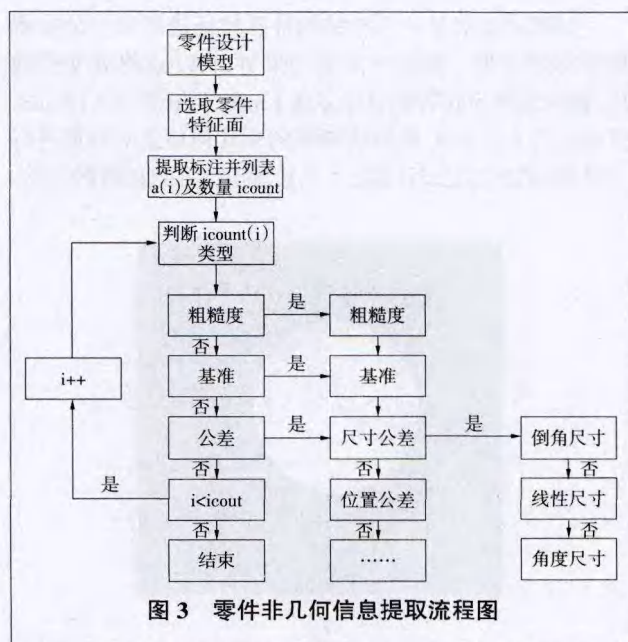 零件设计
模型
选取零件
特征面
提取标注并列表
a(i)及数量 icount
判断 icount(i)
类型
粗糙度
是
粗糙度
否
i++
基准
是
基准
否
公差
是
尺寸公差
是
倒角尺寸
否
否
否
是
i<icout
位置公差
线性尺寸
否
否
否
结束
……
角度尺寸
图 3 零件非几何信息提取流程图